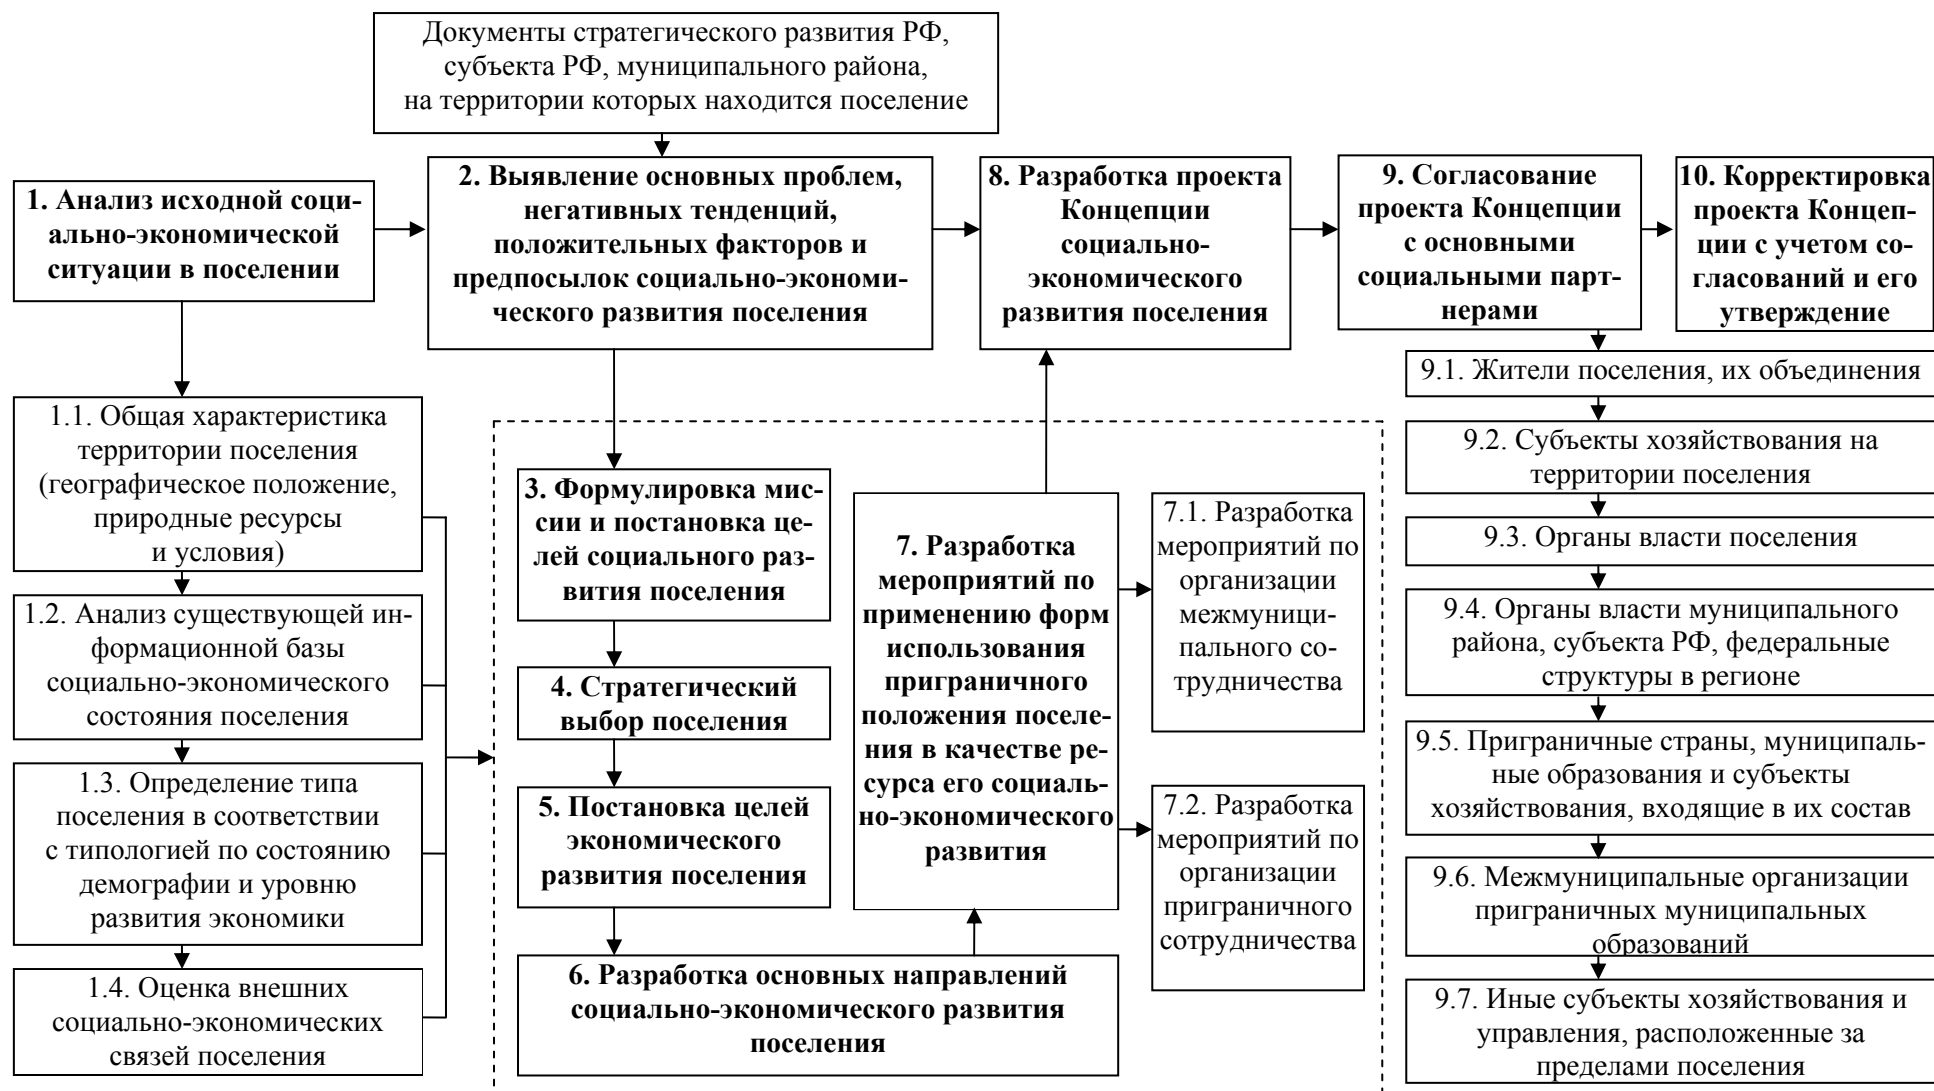 Документы стратегического развития РФ,
субъекта РФ, муниципального района,
на территории которых находится поселение
1. Анализ исходной соци-
ально-экономической
ситуации в поселении
2. Выявление основных проблем,
негативных тенденций,
положительных факторов и
предпосылок социально-экономи-
ческого развития поселения
8. Разработка проекта
Концепции
социально-
экономического
развития поселения
9. Согласование
проекта Концепции
с основными
социальными парт-
нерами
10. Корректировка
проекта Концеп-
ции с учетом со-
гласований и его
утверждение
1.1. Общая характеристика
территории поселения
(географическое положение,
природные ресурсы
и условия)
1.2. Анализ существующей ин-
формационной базы
социально-экономического
состояния поселения
1.3. Определение типа
поселения в соответствии
с типологией по состоянию
демографии и уровню
развития экономики
1.4. Оценка внешних
социально-экономических
связей поселения
3. Формулировка мис-
сии и постановка це-
лей социального раз-
вития поселения
4. Стратегический
выбор поселения
5. Постановка целей
экономического
развития поселения
6. Разработка основных направлений
социально-экономического развития
поселения
7. Разработка
мероприятий по
применению форм
использования
приграничного
положения поселе-
ния в качестве ре-
сурса его социаль-
но-экономического
развития
7.1. Разработка
мероприятий по
организации
межмуници-
пального со-
трудничества
7.2. Разработка
мероприятий по
организации
приграничного
сотрудничества
9.1. Жители поселения, их объединения
9.2. Субъекты хозяйствования на
территории поселения
9.3. Органы власти поселения
9.4. Органы власти муниципального
района, субъекта РФ, федеральные
структуры в регионе
9.5. Приграничные страны, муниципаль-
ные образования и субъекты
хозяйствования, входящие в их состав
9.6. Межмуниципальные организации
приграничных муниципальных
образований
9.7. Иные субъекты хозяйствования и
управления, расположенные за
пределами поселения